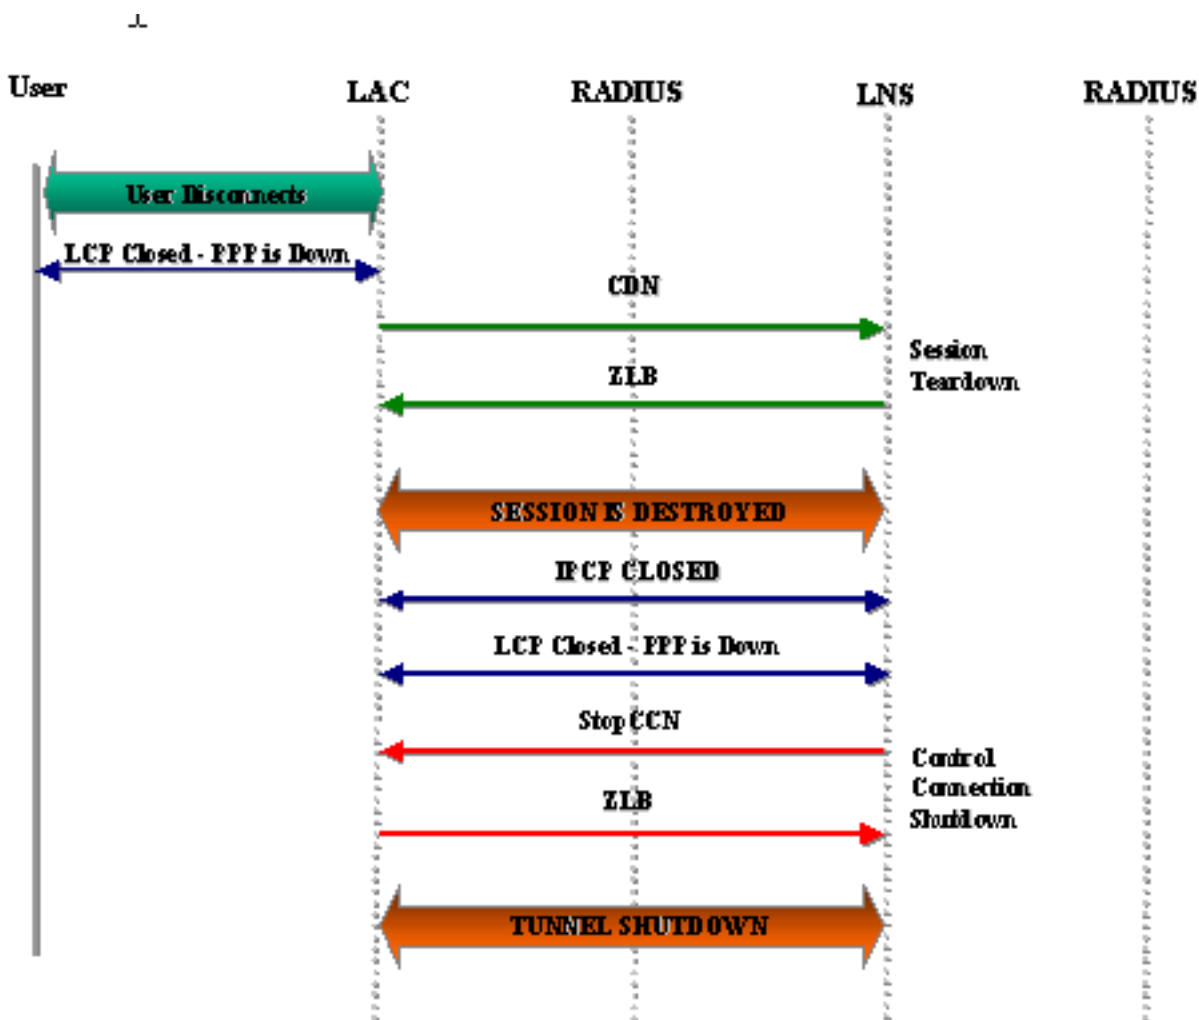 User
LAC
RADIUS
LNS
RADIUS
User Disconnects
LCP Closed - PPP is Down
CDN
Session
Teardown
ZLB
SESSION IS DESTROYED
IPCP CLOSED
LCP Closed - PPP is Down
Stop CCN
Control
Connection
Shutdown
ZLB
TUNNEL SHUTDOWN